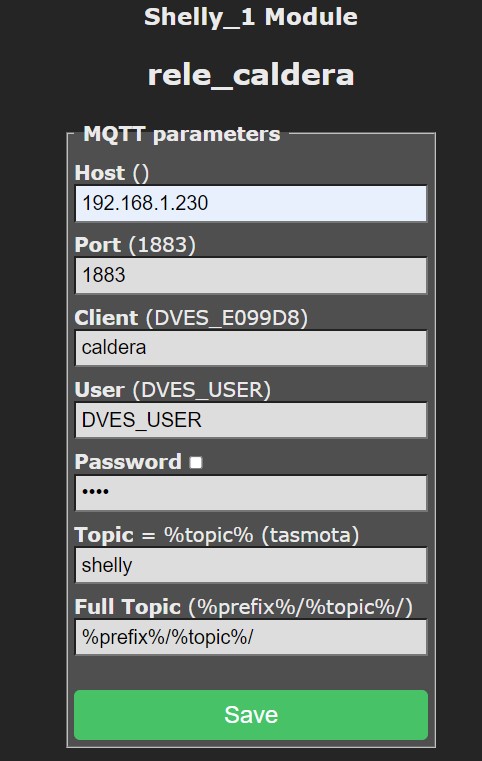 Shelly_1 Module
rele_caldera
MQTT parameters
Host ()
192.168.1.230
Port (1883)
1883
Client (DVES_E099D8)
caldera
User (DVES_USER)
DVES_USER
Password
••••
Topic = %topic% (tasmota)
shelly
Full Topic (%prefix%/%topic%/)
%prefix%/%topic%/
Save